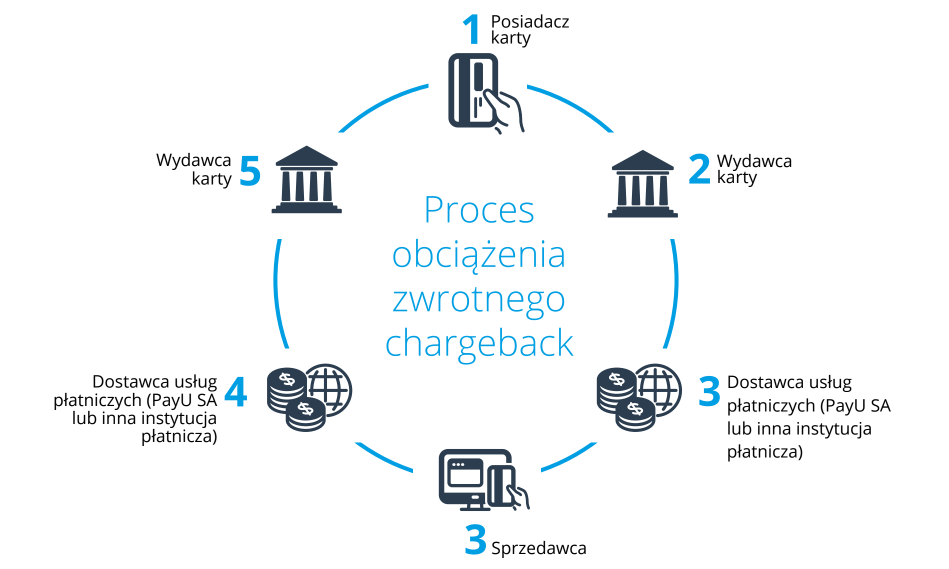 1 Posiadacz
karty
2 Wydawca
karty
3 Dostawca usług
płatniczych (PayU SA
lub inna instytucja
płatnicza)
3 Sprzedawca
Dostawca usług
płatniczych (PayU SA
lub inna instytucja
płatnicza)
4
Wydawca
karty
5
Proces
obciążenia
zwrotnego
chargeback